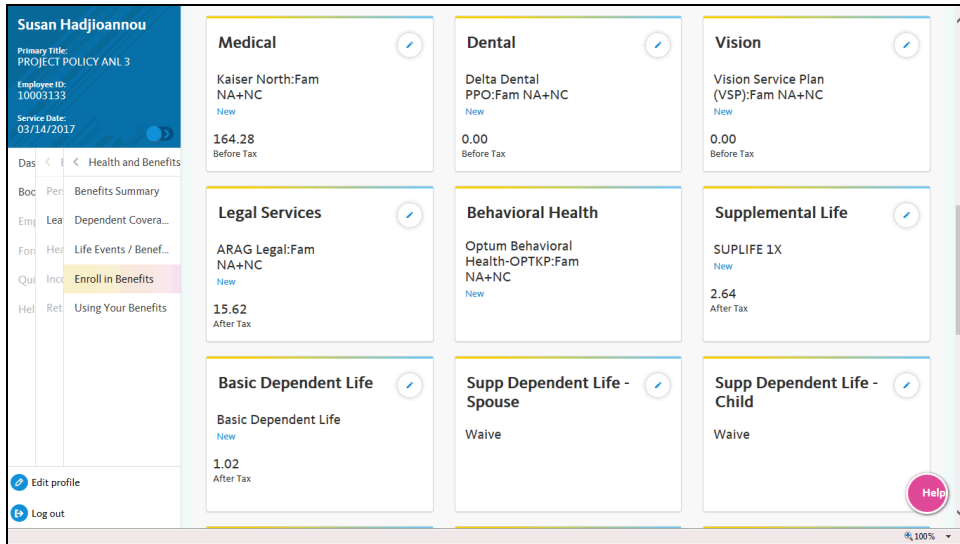 Susan Hadjioannou
Primary Title:
PROJECT POLICY ANL 3
Employee ID:
10003133
Service Date:
03/14/2017
Das
Boo
Emp
For
Qui
Hel
Per
Lea
Hea
Inc
Ret
Health and Benefits
Benefits Summary
Dependent Covera...
Life Events / Benef...
Enroll in Benefits
Using Your Benefits
Edit profile
Log out
Medical
Kaiser North:Fam
NA+NC
New
164.28
Before Tax
Dental
Delta Dental
PPO:Fam NA+NC
New
0.00
Before Tax
Vision
Vision Service Plan
(VSP):Fam NA+NC
New
0.00
Before Tax
Legal Services
ARAG Legal:Fam
NA+NC
New
15.62
After Tax
Behavioral Health
Optum Behavioral
Health-OPTKP:Fam
NA+NC
New
Supplemental Life
SUPLIFE 1X
New
2.64
After Tax
Basic Dependent Life
Basic Dependent Life
New
1.02
After Tax
Supp Dependent Life -
Spouse
Waive
Supp Dependent Life -
Child
Waive
Help
100%